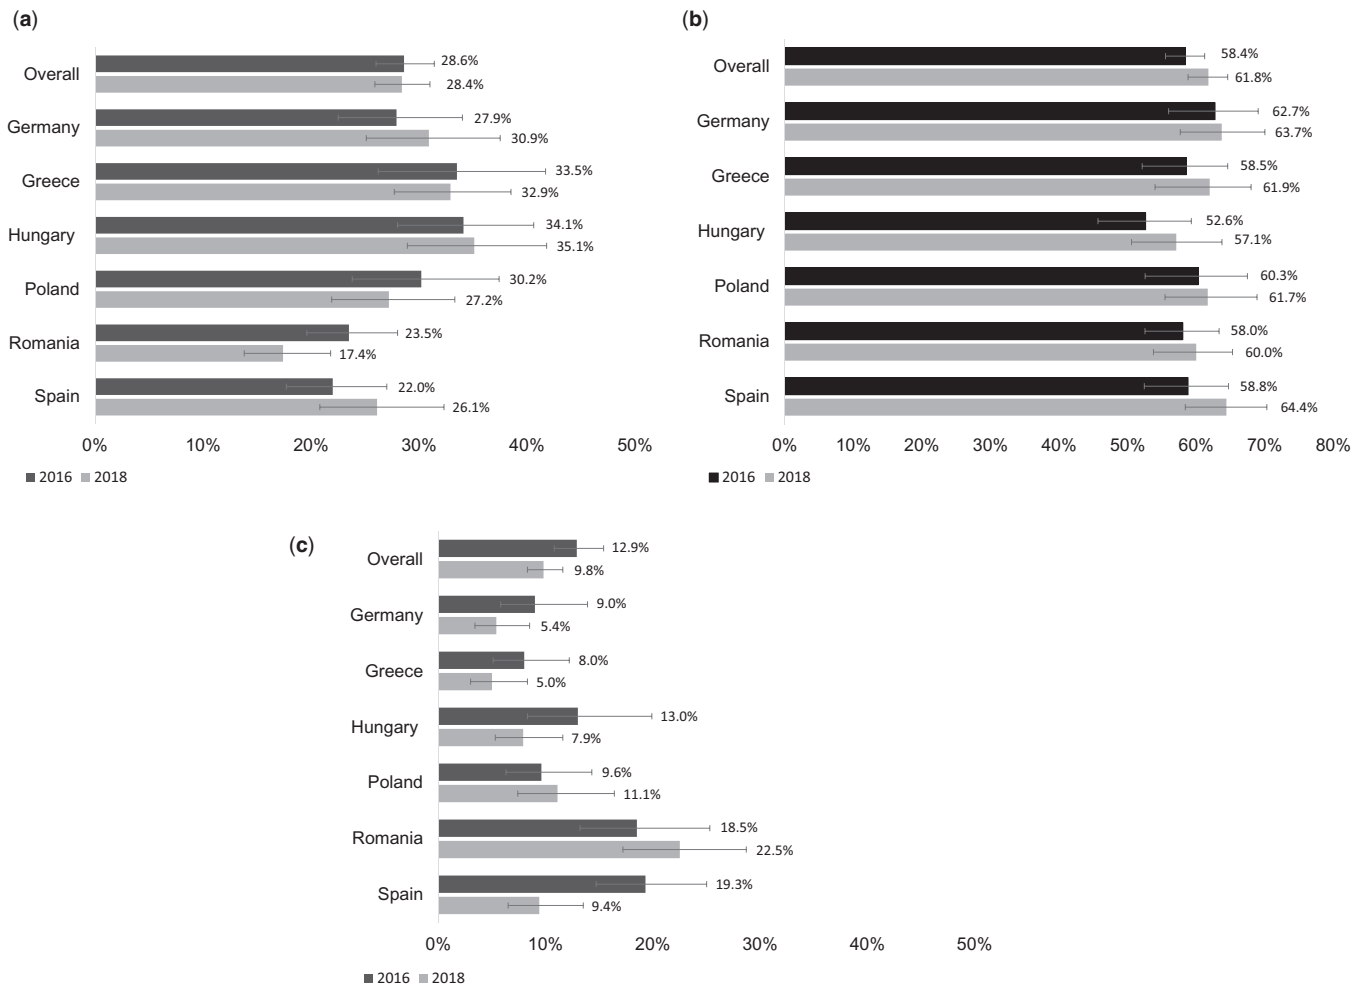 (a)
Overall
28.6%
28.4%
Germany
27.9%
30.9%
Greece
33.5%
32.9%
Hungary
34.1%
35.1%
Poland
30.2%
27.2%
Romania
23.5%
17.4%
Spain
22.0%
26.1%
0% 10% 20% 30% 40% 50%
2016 2018
(b)
Overall
58.4%
61.8%
Germany
62.7%
63.7%
Greece
58.5%
61.9%
Hungary
52.6%
57.1%
Poland
60.3%
61.7%
Romania
58.0%
60.0%
Spain
58.8%
64.4%
0% 10% 20% 30% 40% 50% 60% 70% 80%
2016 2018
(c)
Overall
12.9%
9.8%
Germany
9.0%
5.4%
Greece
8.0%
5.0%
Hungary
13.0%
7.9%
Poland
9.6%
11.1%
Romania
18.5%
22.5%
Spain
19.3%
9.4%
0% 10% 20% 30% 40% 50%
2016 2018